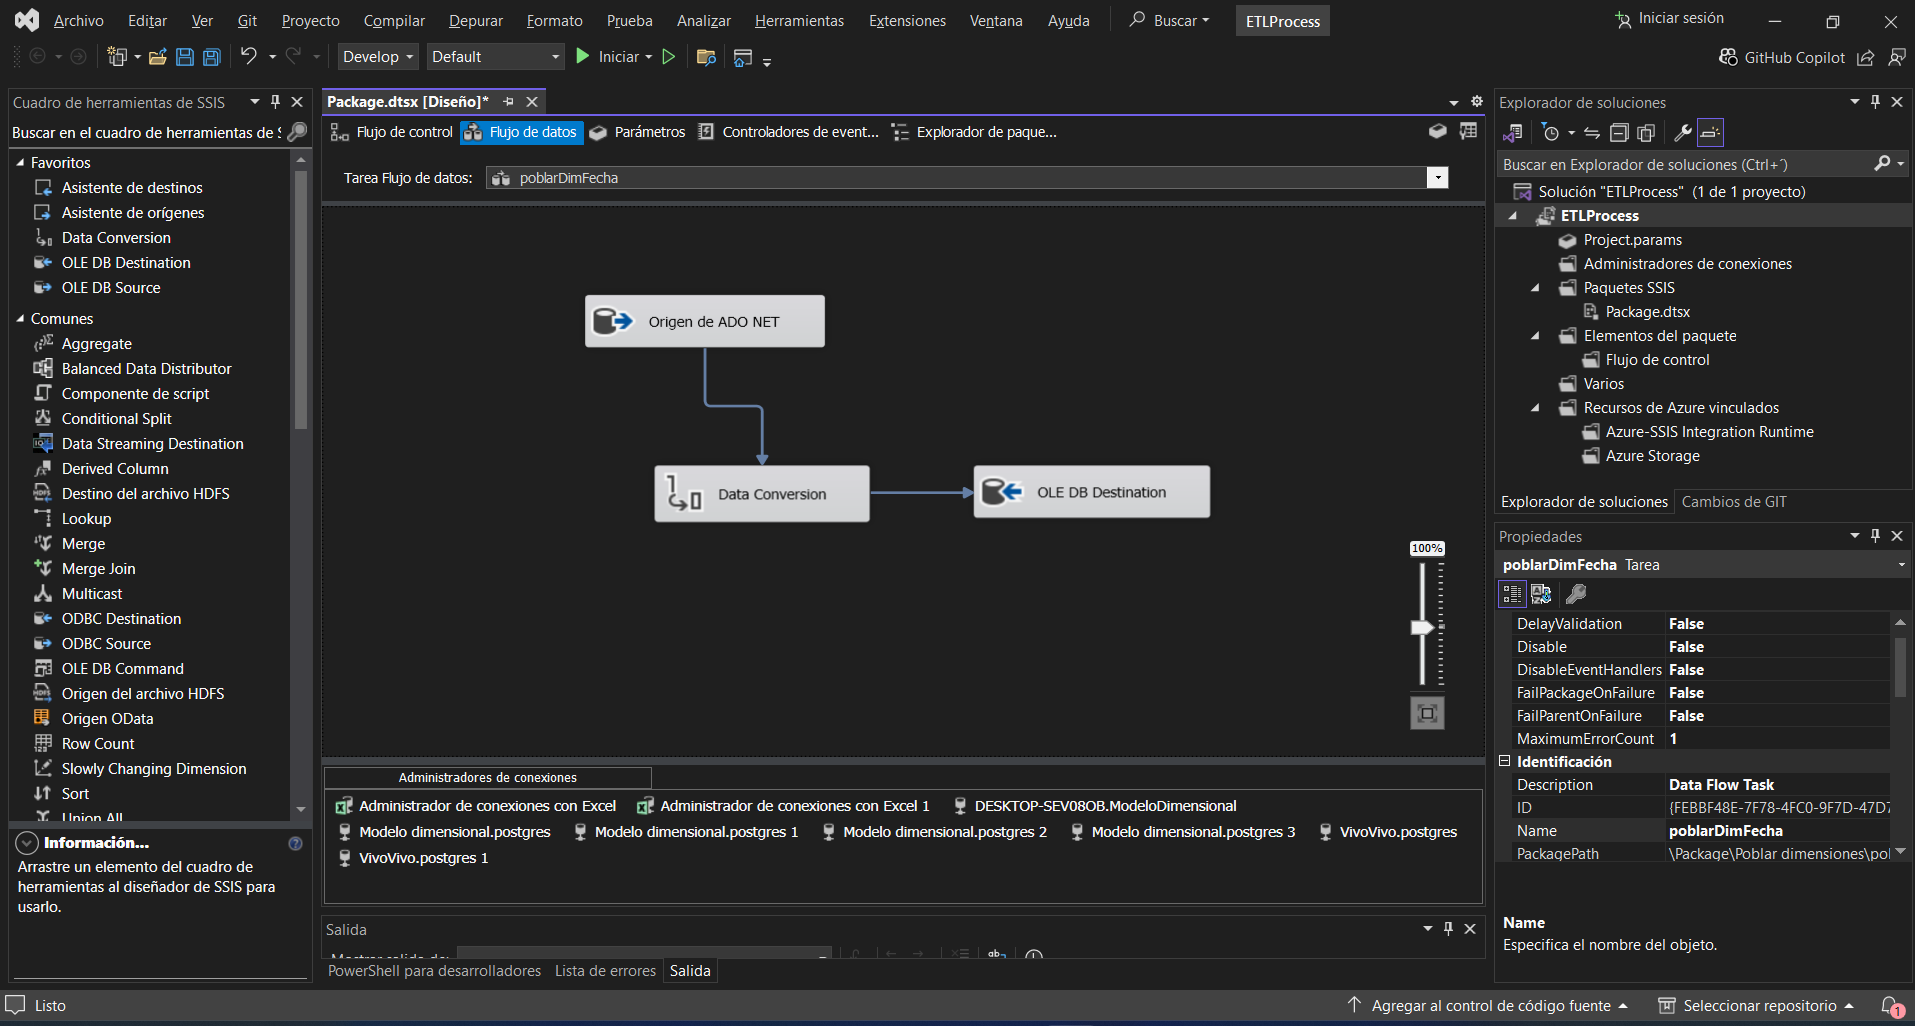 Archivo Editar Ver Git Proyecto Compilar Depurar Formato Prueba Analizar Herramientas Extensiones Ventana Ayuda Buscar ETLProcess Iniciar sesión
Develop Default Iniciar GitHub Copilot
Cuadro de herramientas de SSIS
Buscar en el cuadro de herramientas de S
Favoritos
Asistente de destinos
Asistente de orígenes
Data Conversion
OLE DB Destination
OLE DB Source
Comunes
Aggregate
Balanced Data Distributor
Componente de script
Conditional Split
Data Streaming Destination
Derived Column
Destino del archivo HDFS
Lookup
Merge
Merge Join
Multicast
ODBC Destination
ODBC Source
OLE DB Command
Origen del archivo HDFS
Origen OData
Row Count
Slowly Changing Dimension
Sort
Union All
Información...
Arrastre un elemento del cuadro de
herramientas al diseñador de SSIS para
usarlo.
Package.dtsx [Diseño]*
Flujo de control Flujo de datos Parámetros Controladores de event... Explorador de paque...
Tarea Flujo de datos: poblarDimFecha
Origen de ADO NET
Data Conversion
OLE DB Destination
100%
Administradores de conexiones
Administrador de conexiones con Excel Administrador de conexiones con Excel 1 DESKTOP-SEV08OB.ModeloDimensional
Modelo dimensional.postgres Modelo dimensional.postgres 1 Modelo dimensional.postgres 2 Modelo dimensional.postgres 3 VivoVivo.postgres
VivoVivo.postgres 1
Salida
Mostrar salida de:
PowerShell para desarrolladores Lista de errores Salida
Explorador de soluciones
Buscar en Explorador de soluciones (Ctrl+´)
Solución "ETLProcess" (1 de 1 proyecto)
ETLProcess
Project.params
Administradores de conexiones
Paquetes SSIS
Package.dtsx
Elementos del paquete
Flujo de control
Varios
Recursos de Azure vinculados
Azure-SSIS Integration Runtime
Azure Storage
Explorador de soluciones Cambios de GIT
Propiedades
poblarDimFecha Tarea
DelayValidation False
Disable False
DisableEventHandlers False
FailPackageOnFailure False
FailParentOnFailure False
MaximumErrorCount 1
Identificación
Description Data Flow Task
ID {FEBBF48E-7F78-4FC0-9F7D-47D7
Name poblarDimFecha
PackagePath \Package\Poblar dimensiones\pol
Name
Especifica el nombre del objeto.
Listo Agregar al control de código fuente Seleccionar repositorio 1